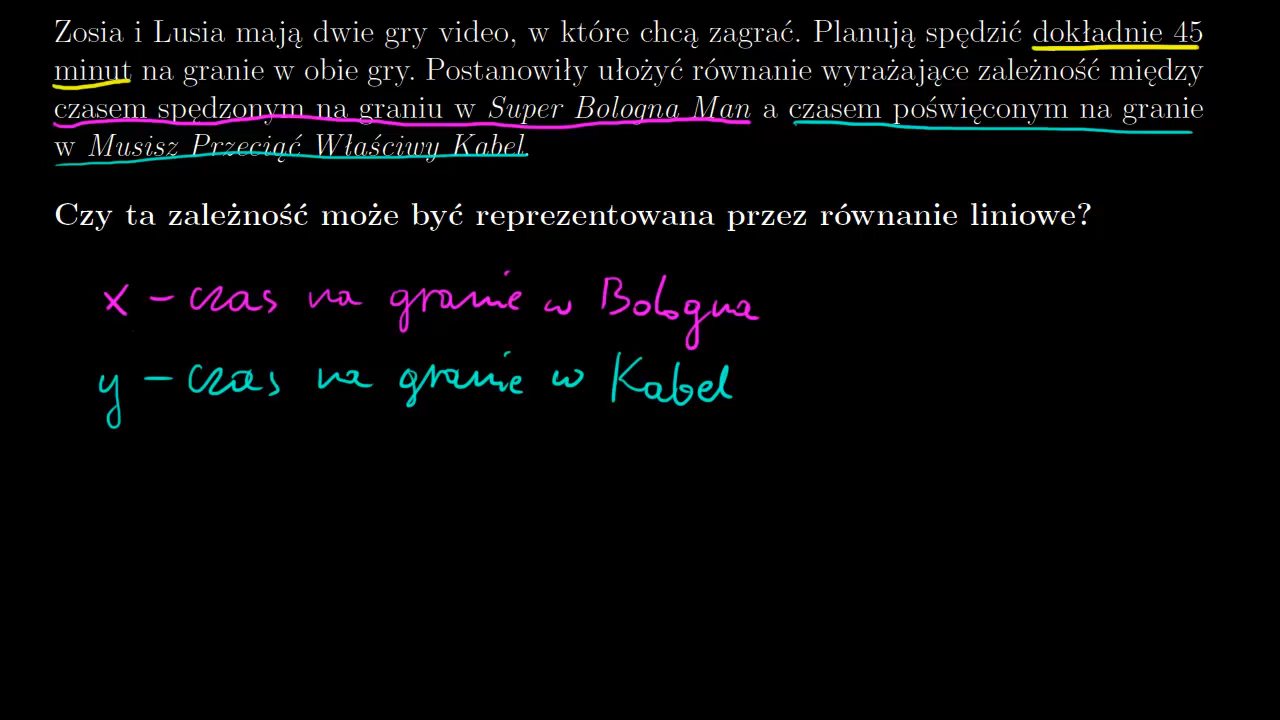 Zosia i Lusia mają dwie gry video, w które chcą zagrać. Planują spędzić dokładnie 45
minut na granie w obie gry. Postanowiły ułożyć równanie wyrażające zależność między
czasem spędzonym na graniu w Super Bologna Man a czasem poświęconym na granie
w Musisz Przeciąć Właściwy Kabel.
Czy ta zależność może być reprezentowana przez równanie liniowe?
x – czas na granie w Bologna
y – czas na granie w Kabel